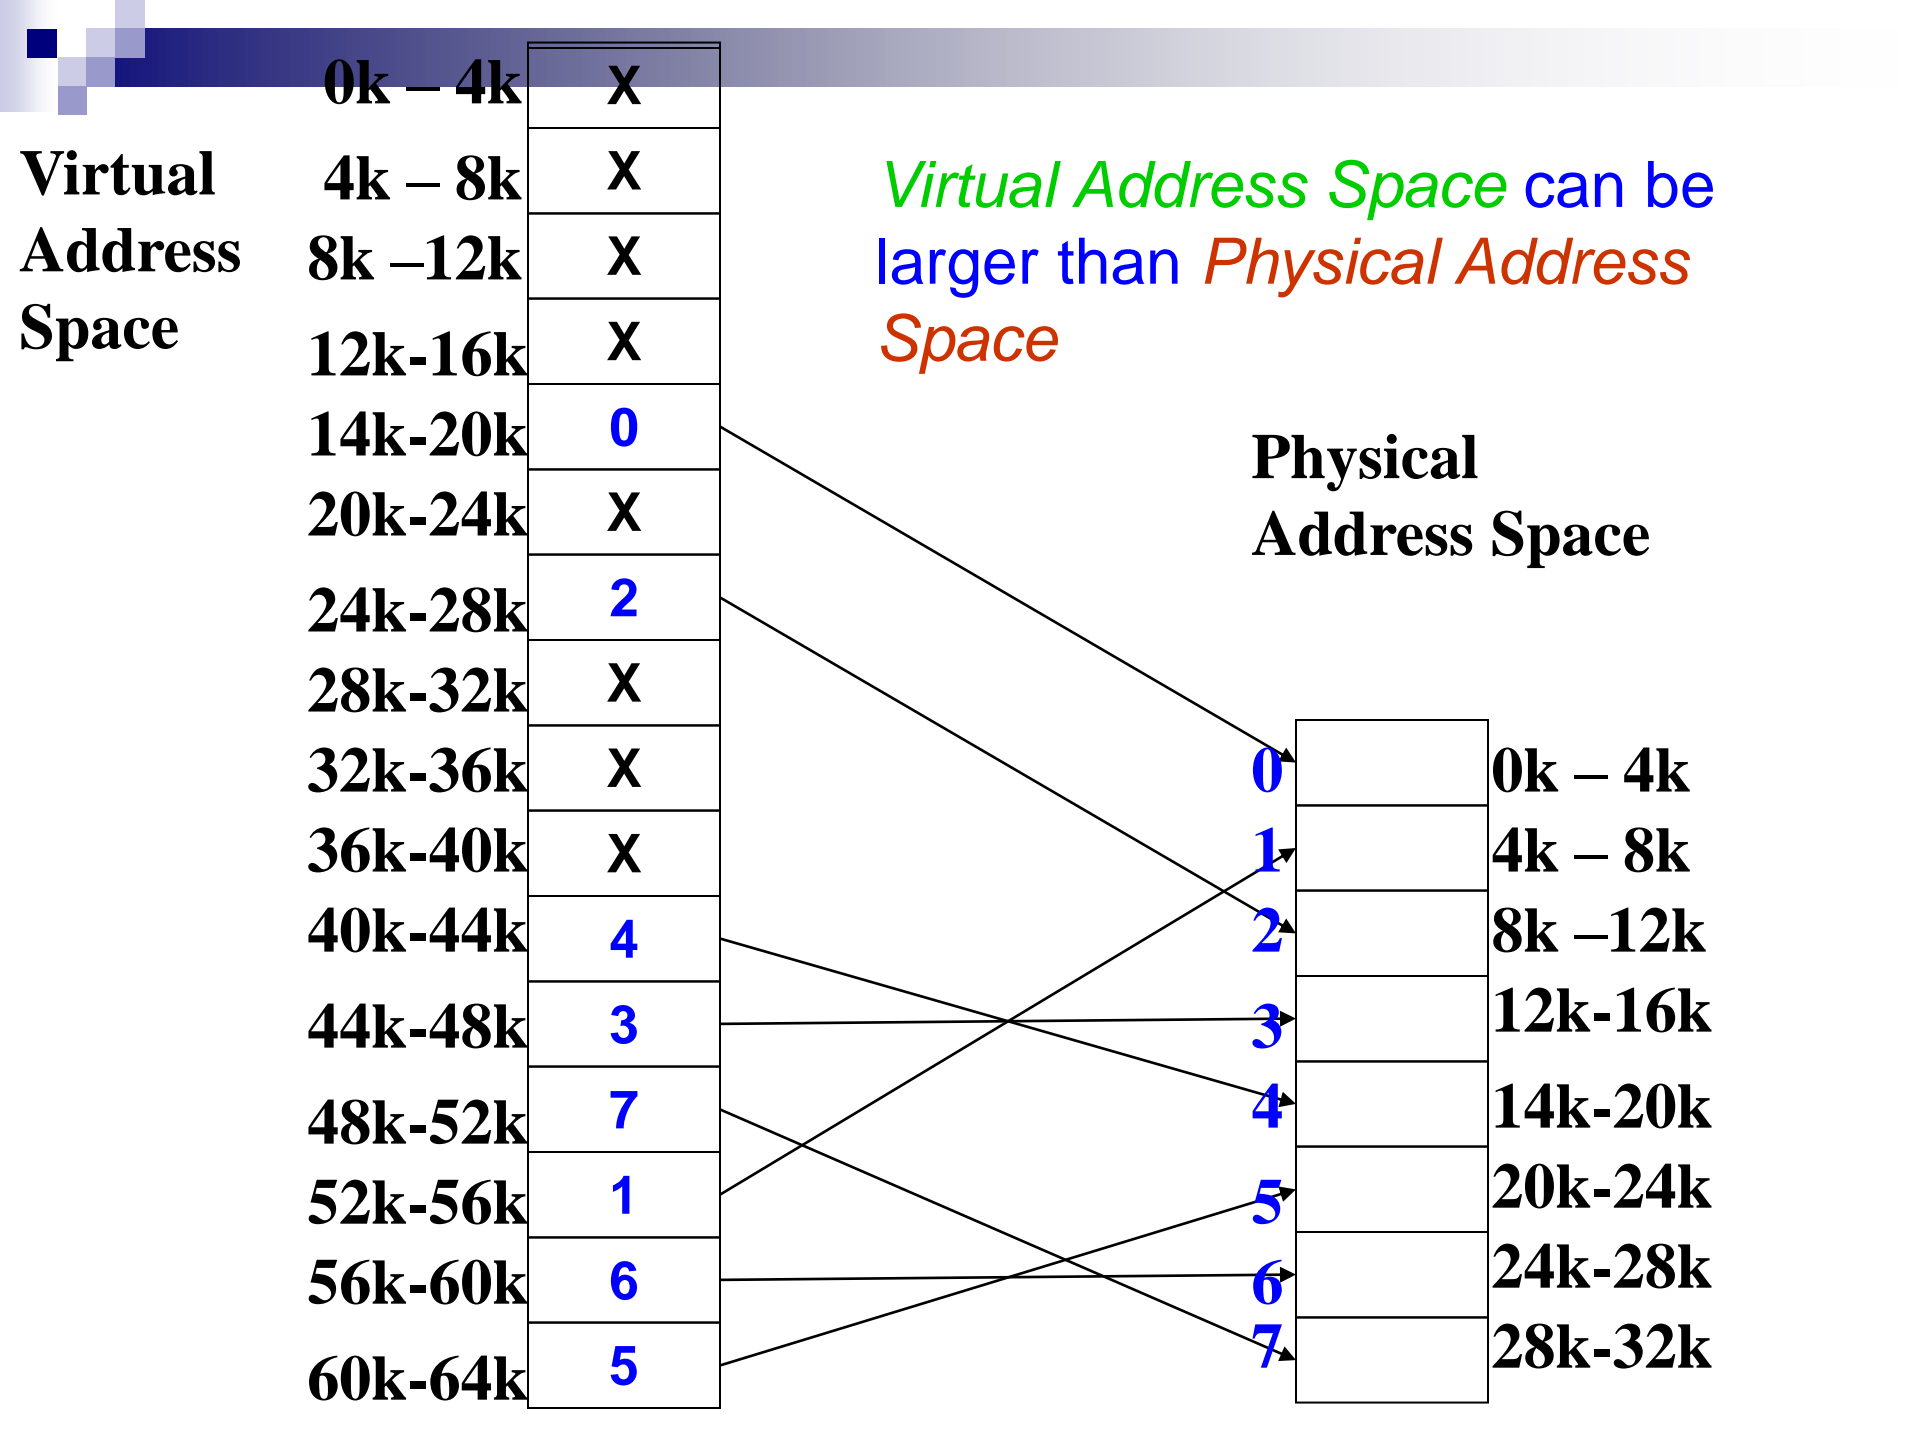 0k – 4k X
Virtual
Address
Space
4k – 8k X
8k –12k X
12k-16k X
14k-20k 0
20k-24k X
24k-28k 2
28k-32k X
32k-36k X
36k-40k X
40k-44k 4
44k-48k 3
48k-52k 7
52k-56k 1
56k-60k 6
60k-64k 5
Virtual Address Space can be
larger than Physical Address
Space
Physical
Address Space
0 0k – 4k
1 4k – 8k
2 8k –12k
3 12k-16k
4 14k-20k
5 20k-24k
6 24k-28k
7 28k-32k